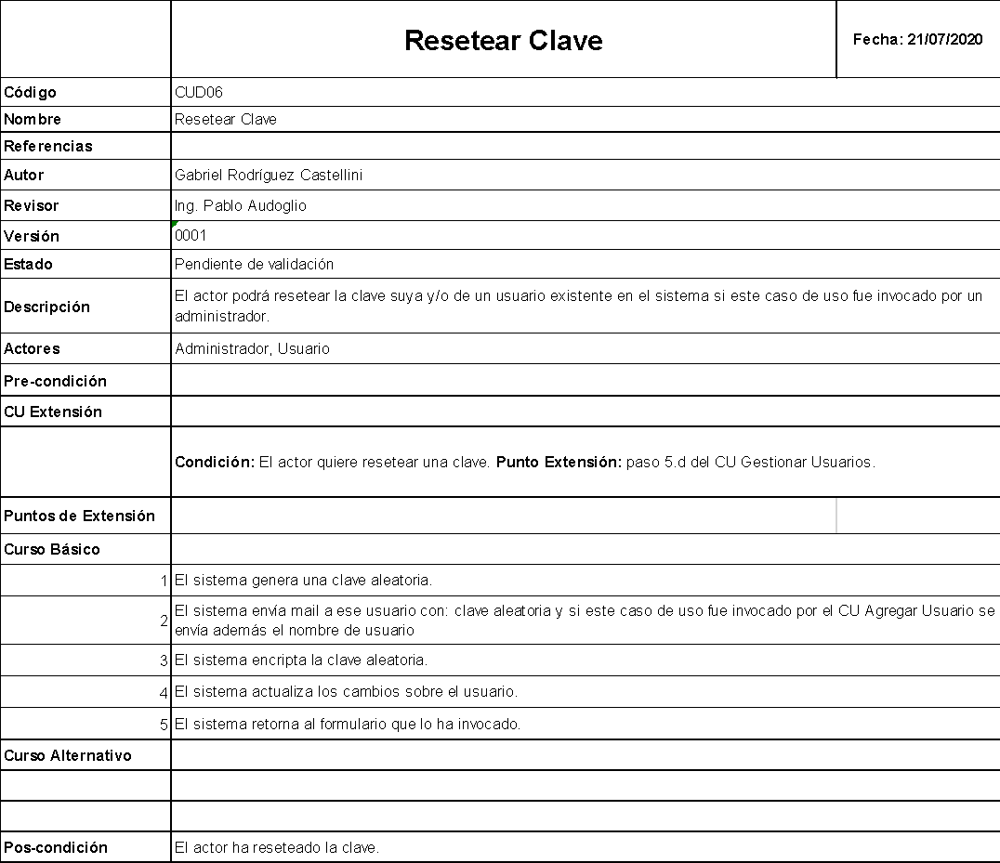 Resetear Clave
Fecha: 21/07/2020
Código
CUD06
Nombre
Resetear Clave
Referencias
Autor
Gabriel Rodríguez Castellini
Revisor
Ing. Pablo Audoglio
Versión
0001
Estado
Pendiente de validación
Descripción
El actor podrá resetear la clave suya y/o de un usuario existente en el sistema si este caso de uso fue invocado por un
administrador.
Actores
Administrador, Usuario
Pre-condición
CU Extensión
Condición: El actor quiere resetear una clave. Punto Extensión: paso 5.d del CU Gestionar Usuarios.
Puntos de Extensión
Curso Básico
1 El sistema genera una clave aleatoria.
2 El sistema envía mail a ese usuario con: clave aleatoria y si este caso de uso fue invocado por el CU Agregar Usuario se
envía además el nombre de usuario
3 El sistema encripta la clave aleatoria.
4 El sistema actualiza los cambios sobre el usuario.
5 El sistema retorna al formulario que lo ha invocado.
Curso Alternativo
Pos-condición
El actor ha reseteado la clave.